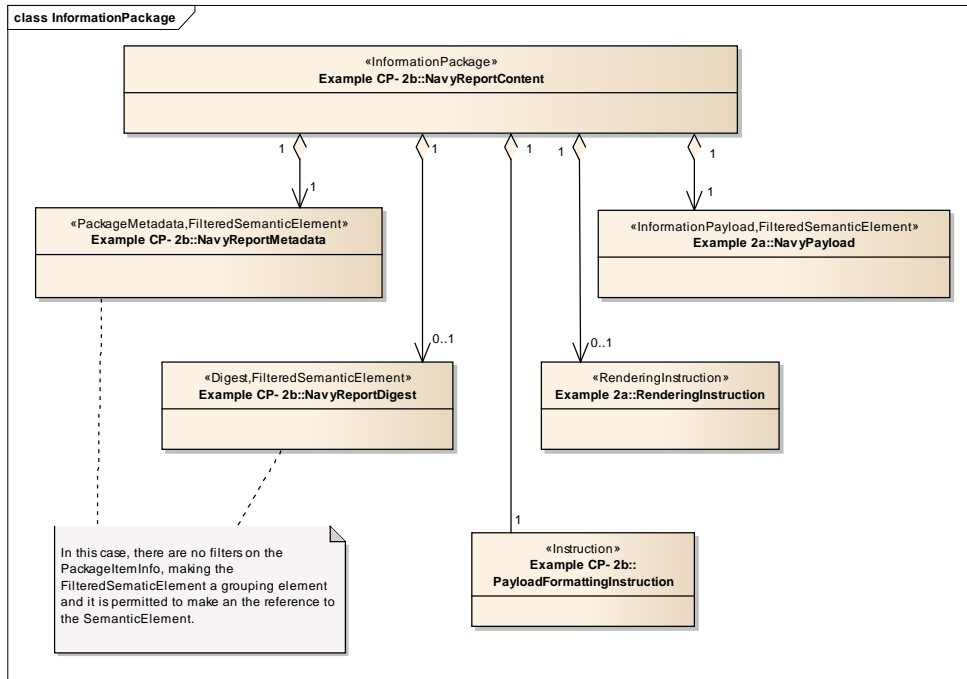 class InformationPackage
«InformationPackage»
Example CP- 2b::NavyReportContent
1
1
1
1
1
1
1
«PackageMetadata,FilteredSemanticElement»
Example CP- 2b::NavyReportMetadata
«InformationPayload,FilteredSemanticElement»
Example 2a::NavyPayload
0..1
0..1
«Digest,FilteredSemanticElement»
Example CP- 2b::NavyReportDigest
«RenderingInstruction»
Example 2a::RenderingInstruction
1
«Instruction»
Example CP- 2b::
PayloadFormattingInstruction
In this case, there are no filters on the
PackageItemInfo, making the
FilteredSematicElement a grouping element
and it is permitted to make an the reference to
the SemanticElement.